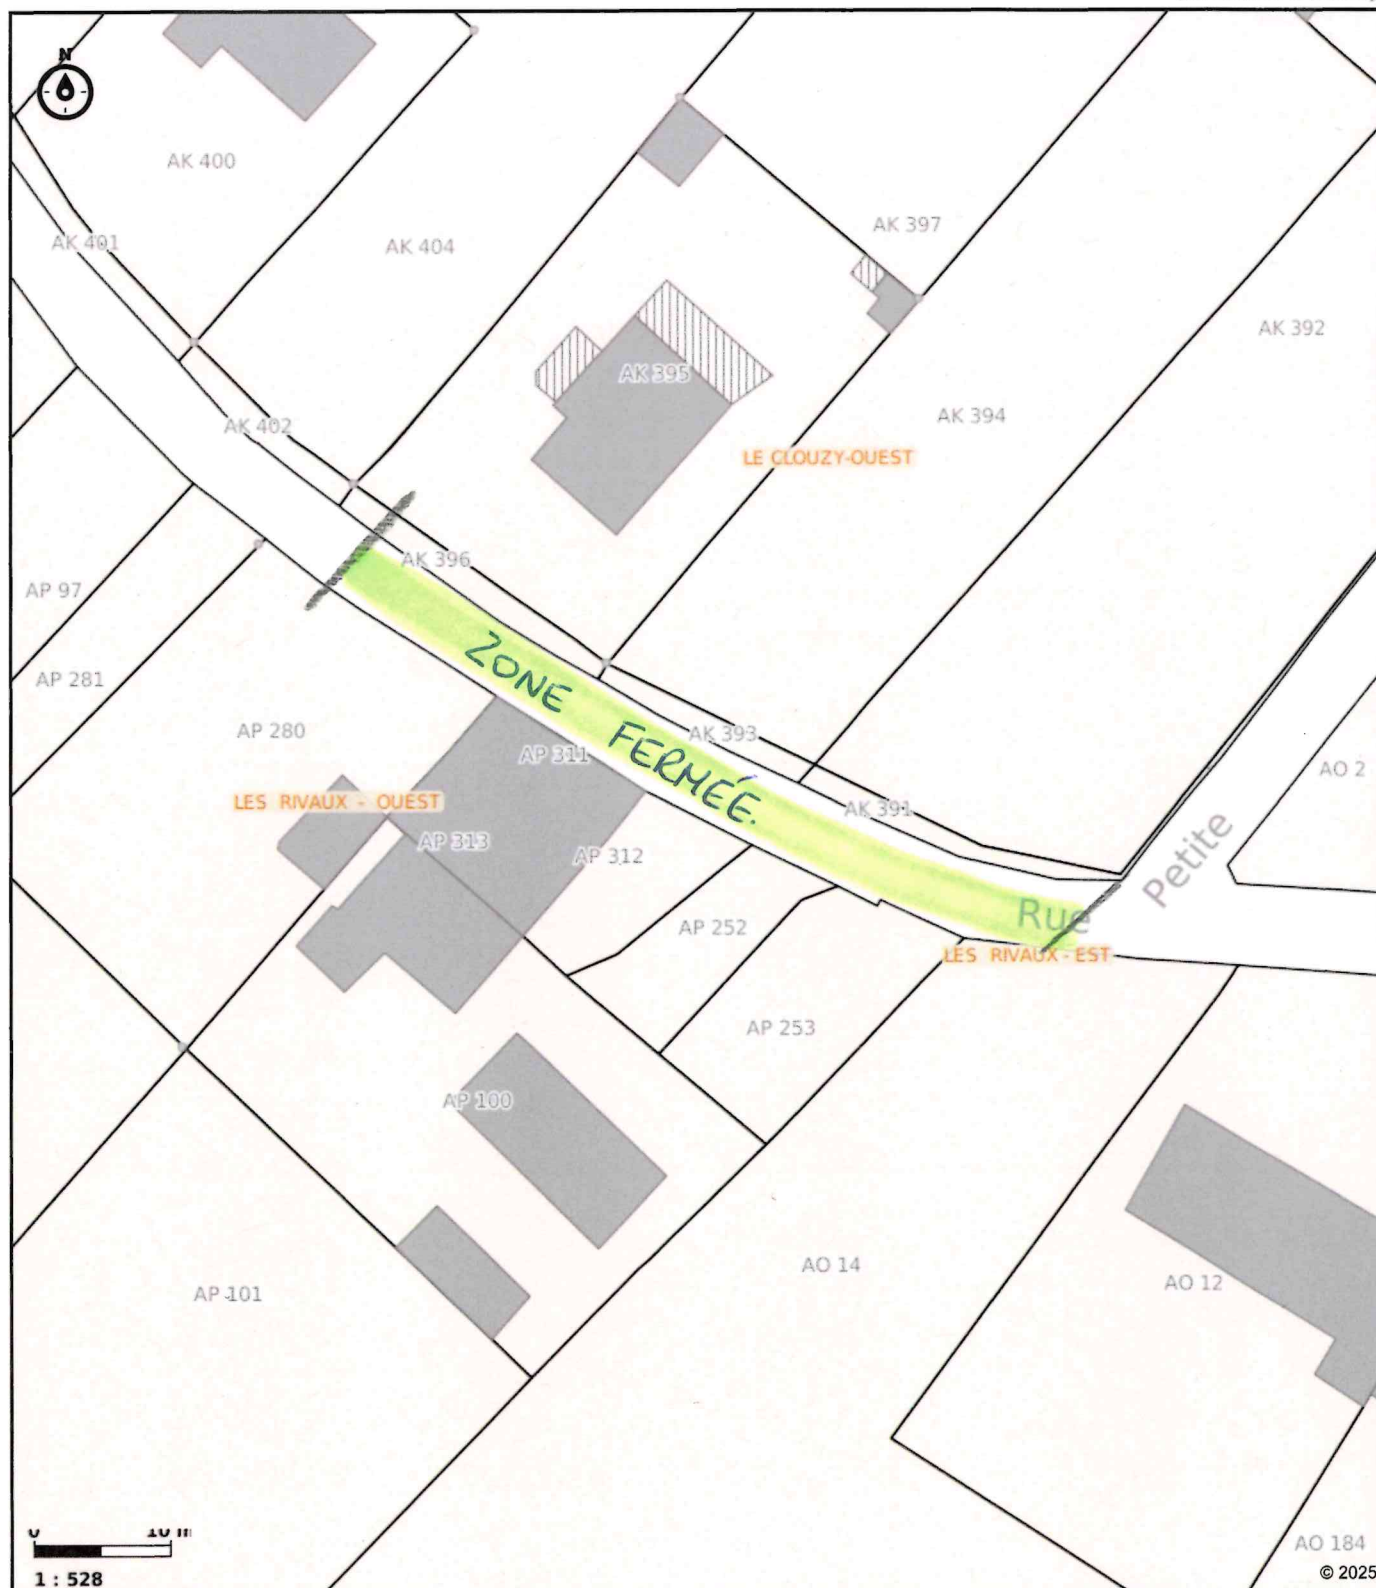 N
AK 400
AK 397
AK 401
AK 404
AK 392
AK 395
AK 394
AK 402
LE CLOUZY-OUEST
AK 396
AP 97
ZONE FERMÉE.
AP 281
AP 280
AK 393
AP 311
AO 2
LES RIVAUX - OUEST
AK 391
AP 313
AP 312
Petite
Rue
AP 252
LES RIVAUX - EST
AP 253
AP 100
AO 14
AO 12
AP 101
0 10 m
1 : 528
AO 184
© 2025